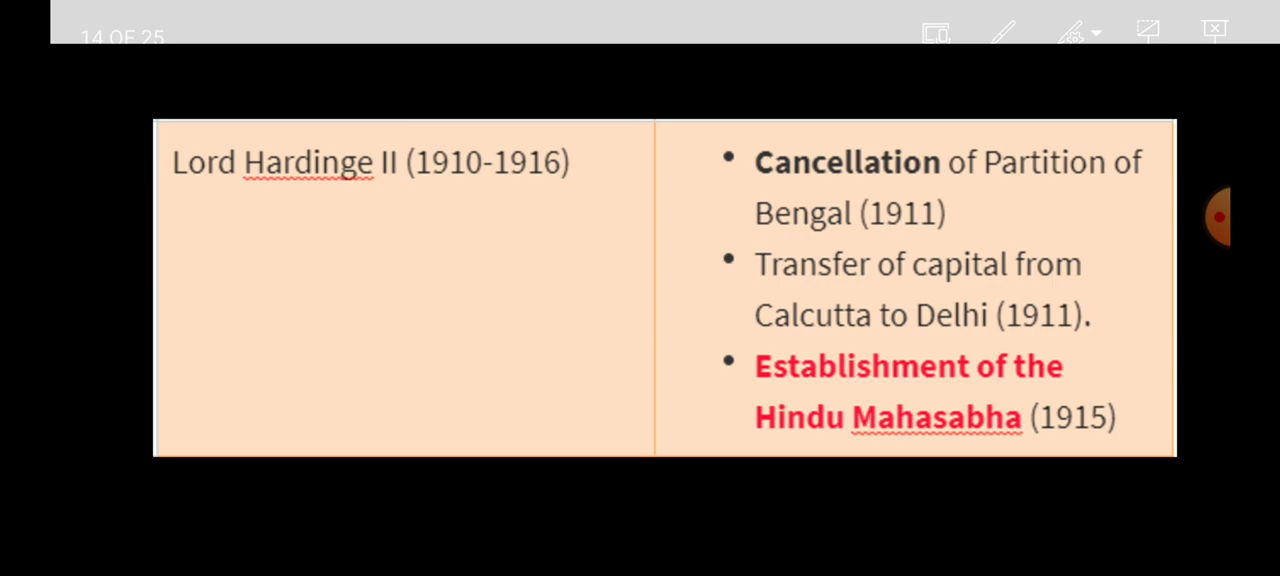 14 OF 25
Lord Hardinge II (1910-1916)
• Cancellation of Partition of
Bengal (1911)
• Transfer of capital from
Calcutta to Delhi (1911).
• Establishment of the
Hindu Mahasabha (1915)